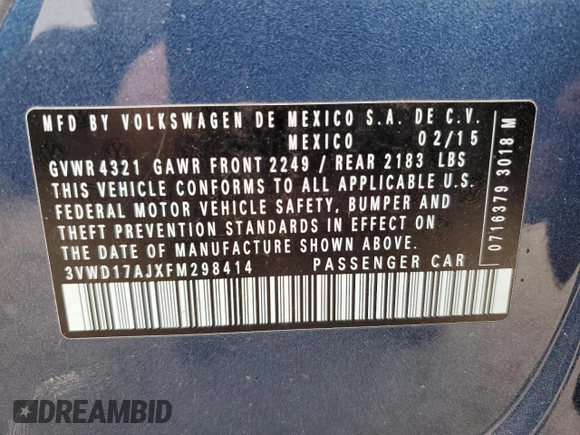 MFD BY VOLKSWAGEN DE MEXICO S.A. DE C.V.
MEXICO 02/15
GVWR 4321 GAWR FRONT 2249 / REAR 2183 LBS
THIS VEHICLE CONFORMS TO ALL APPLICABLE U.S.
FEDERAL MOTOR VEHICLE SAFETY, BUMPER AND
THEFT PREVENTION STANDARDS IN EFFECT ON
THE DATE OF MANUFACTURE SHOWN ABOVE.
3VWD17AJXFM298414 PASSENGER CAR
0716379 3018 M
DREAMBID